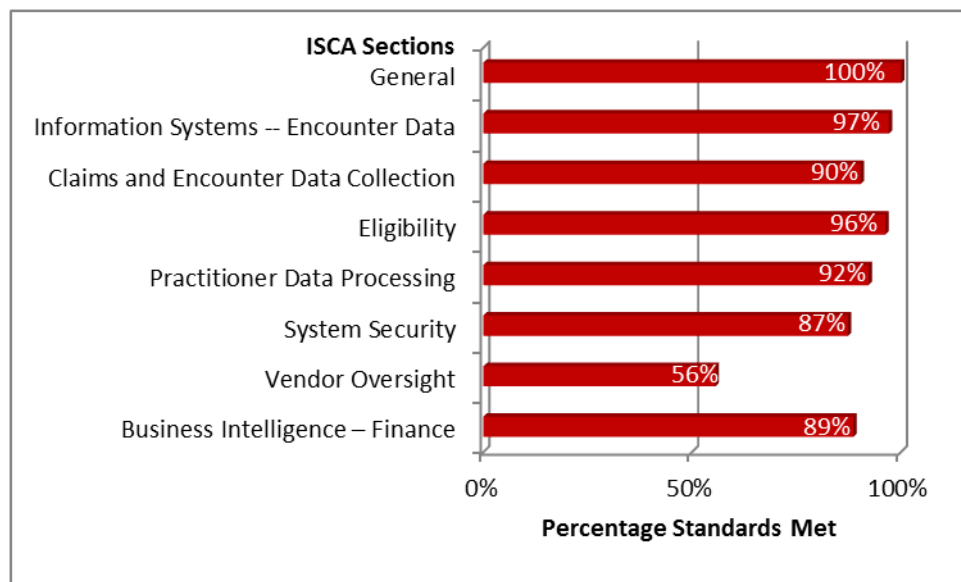 ISCA Sections
General 100%
Information Systems -- Encounter Data 97%
Claims and Encounter Data Collection 90%
Eligibility 96%
Practitioner Data Processing 92%
System Security 87%
Vendor Oversight 56%
Business Intelligence – Finance 89%
0% 50% 100%
Percentage Standards Met